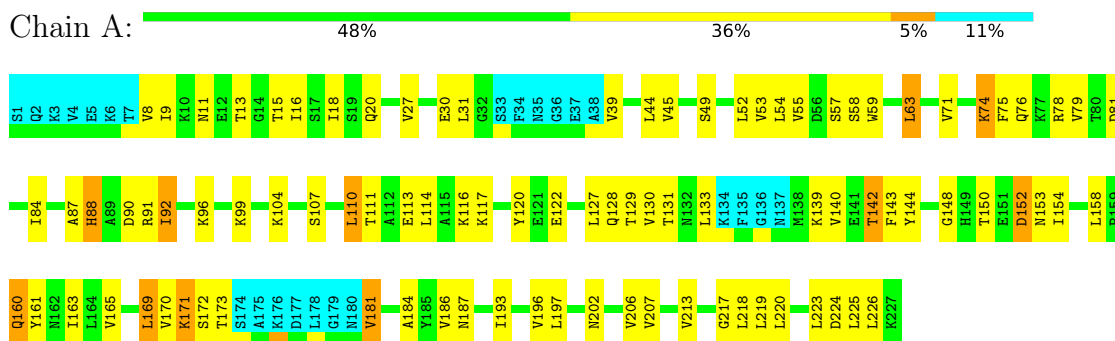 Chain A:
48% 36% 5% 11%
S1 Q2 K3 V4 E5 K6 T7 V8 I9 K10 N11 E12 T13 G14 T15 I16 S17 I18 S19 Q20 V27 E30 L31 G32 S33 F34 N35 G36 E37 A38 V39 L44 V45 S49 L52 V53 L54 V55 D56 S57 S58 W59 L63 V71 K74 F75 Q76 K77 R78 V79 T80 D81
I84 A87 H88 A89 D90 R91 I92 K96 K99 K104 S107 L110 T111 A112 E113 L114 A115 K116 K117 Y120 E121 E122 L127 Q128 T129 V130 T131 N132 L133 K134 F135 G136 N137 M138 K139 V140 E141 T142 F143 Y144 G148 H149 T150 E151 D152 N153 I154 L158 P159
Q160 Y161 N162 I163 L164 V165 L169 V170 K171 S172 T173 S174 A175 K176 D177 L178 G179 N180 V181 A184 Y185 V186 N187 I193 V196 L197 N202 V206 V207 V213 G217 L218 L219 L220 L223 D224 L225 L226 K227